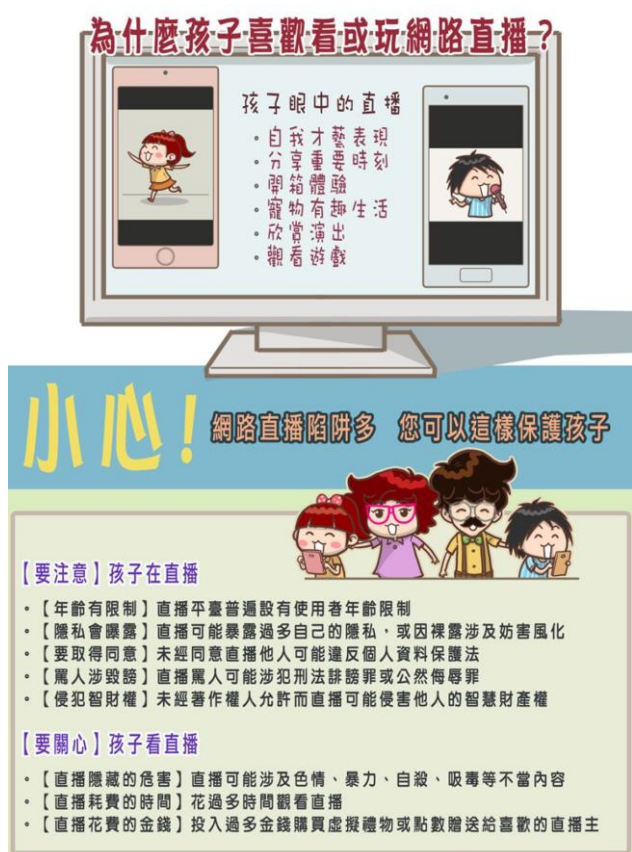 為什麼孩子喜歡看或玩網路直播？
孩子眼中的直播
·自我才藝表現
·分享重要時刻
·開箱體驗
·寵物有趣生活
·欣賞演出
·觀看遊戲
小心！
網路直播陷阱多 您可以這樣保護孩子
【要注意】孩子在直播
•【年齡有限制】直播平臺普遍設有使用者年齡限制
•【隱私會曝露】直播可能暴露過多自己的隱私，或因裸露涉及妨害風化
•【要取得同意】未經同意直播他人可能違反個人資料保護法
•【罵人涉毀謗】直播罵人可能涉犯刑法誹謗罪或公然侮辱罪
•【侵犯智財權】未經著作權人允許而直播可能侵害他人的智慧財產權
【要關心】孩子看直播
•【直播隱藏的危害】直播可能涉及色情、暴力、自殺、吸毒等不當內容
•【直播耗費的時間】花過多時間觀看直播
•【直播花費的金錢】投入過多金錢購買虛擬禮物或點數贈送給喜歡的直播主